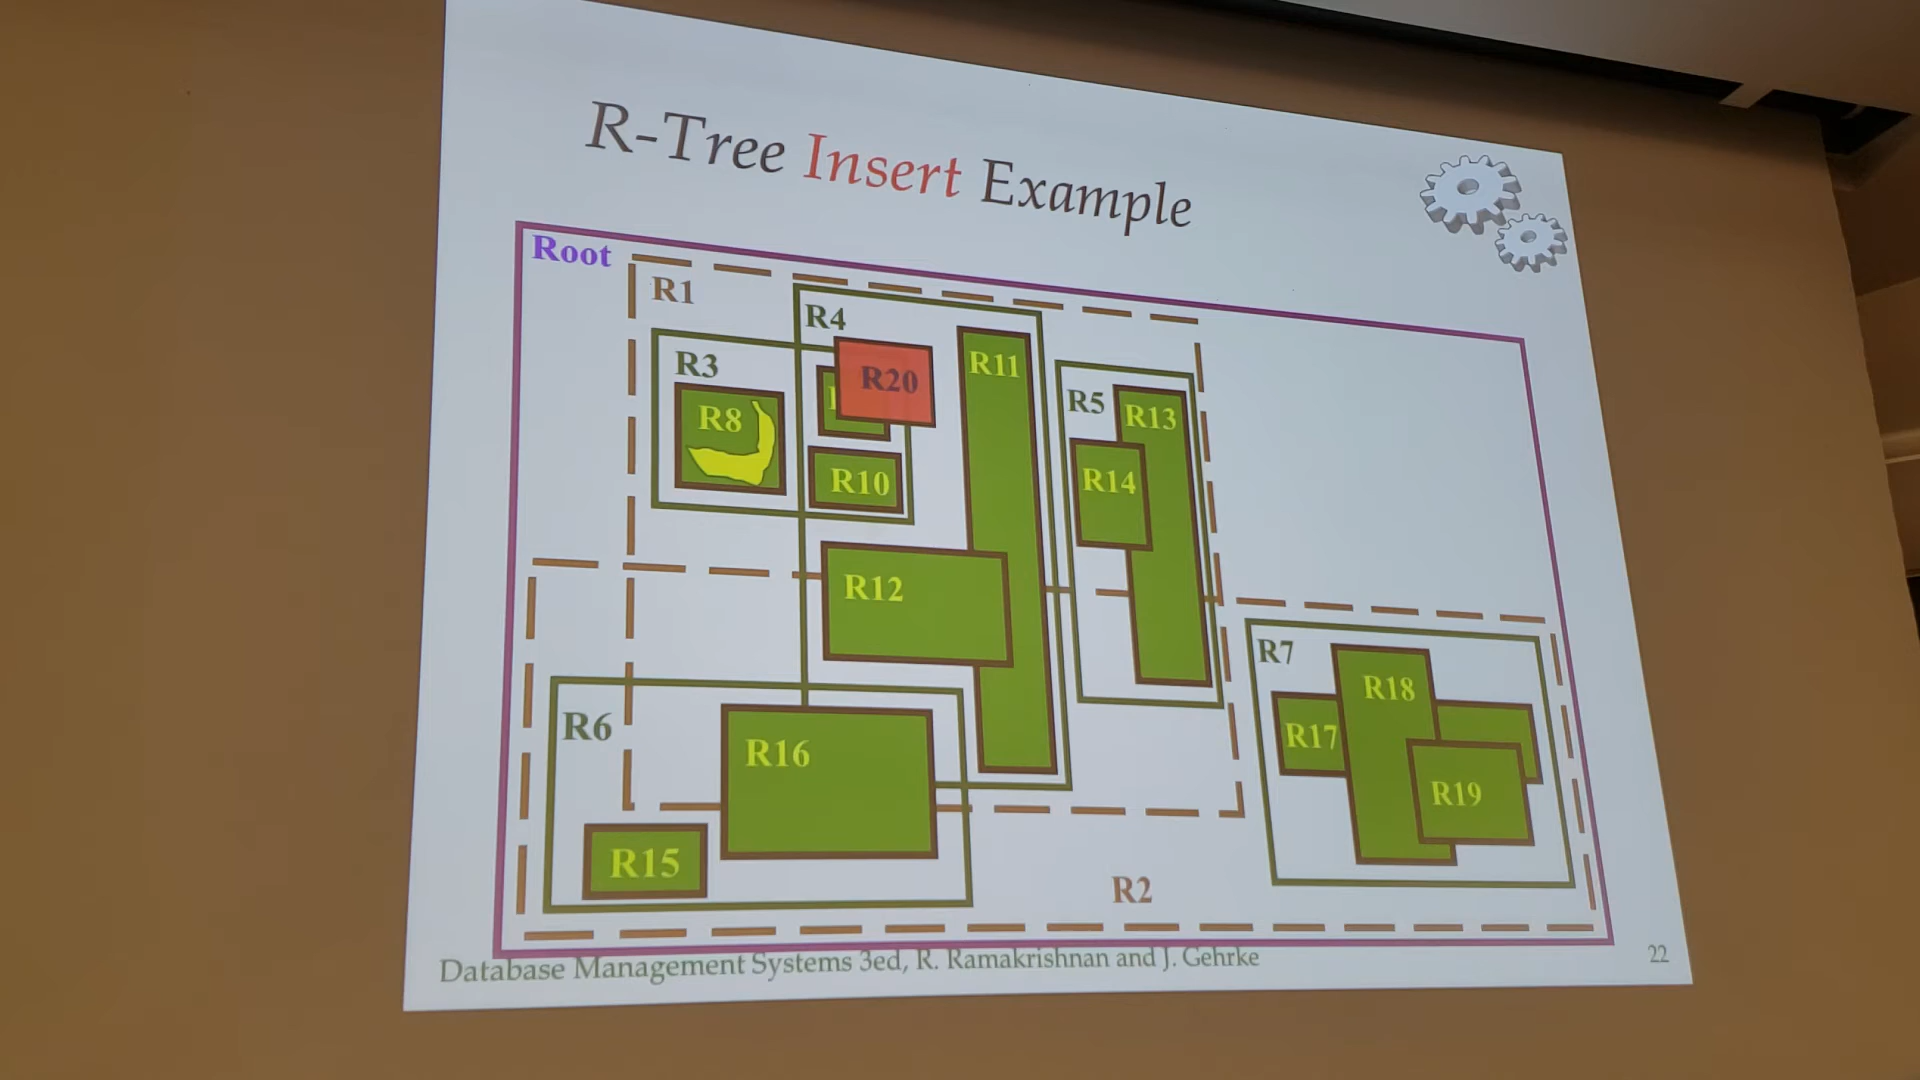 R-Tree Insert Example
Root
R1
R4
R3
R20
R11
R8
R5
R13
R10
R14
R12
R7
R18
R6
R17
R16
R19
R15
R2
Database Management Systems 3ed, R. Ramakrishnan and J. Gehrke
22